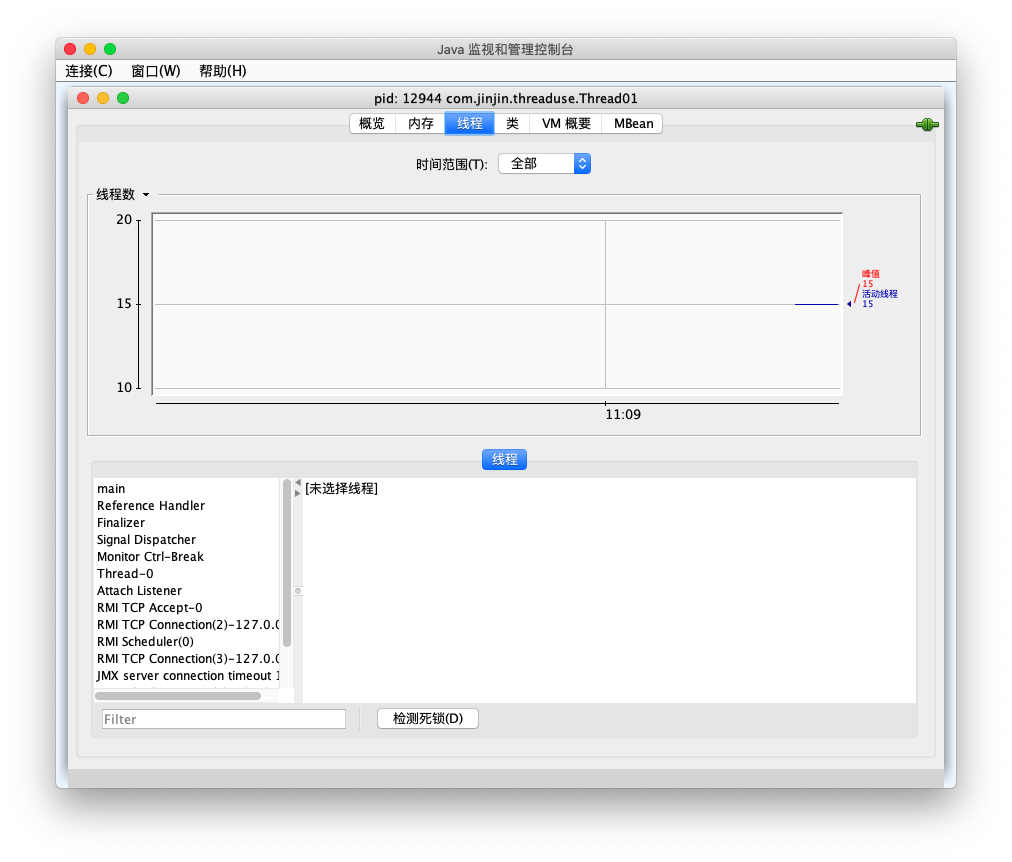 Java 监视和管理控制台
连接(C) 窗口(W) 帮助(H)
pid: 12944 com.jinjin.threaduse.Thread01
概览 内存 线程 类 VM 概要 MBean
时间范围(T): 全部
线程数
20
15
10
峰值
15
活动线程
15
11:09
线程
main
Reference Handler
Finalizer
Signal Dispatcher
Monitor Ctrl-Break
Thread-0
Attach Listener
RMI TCP Accept-0
RMI TCP Connection(2)-127.0.0
RMI Scheduler(0)
RMI TCP Connection(3)-127.0.0
JMX server connection timeout 1
[未选择线程]
Filter
检测死锁(D)